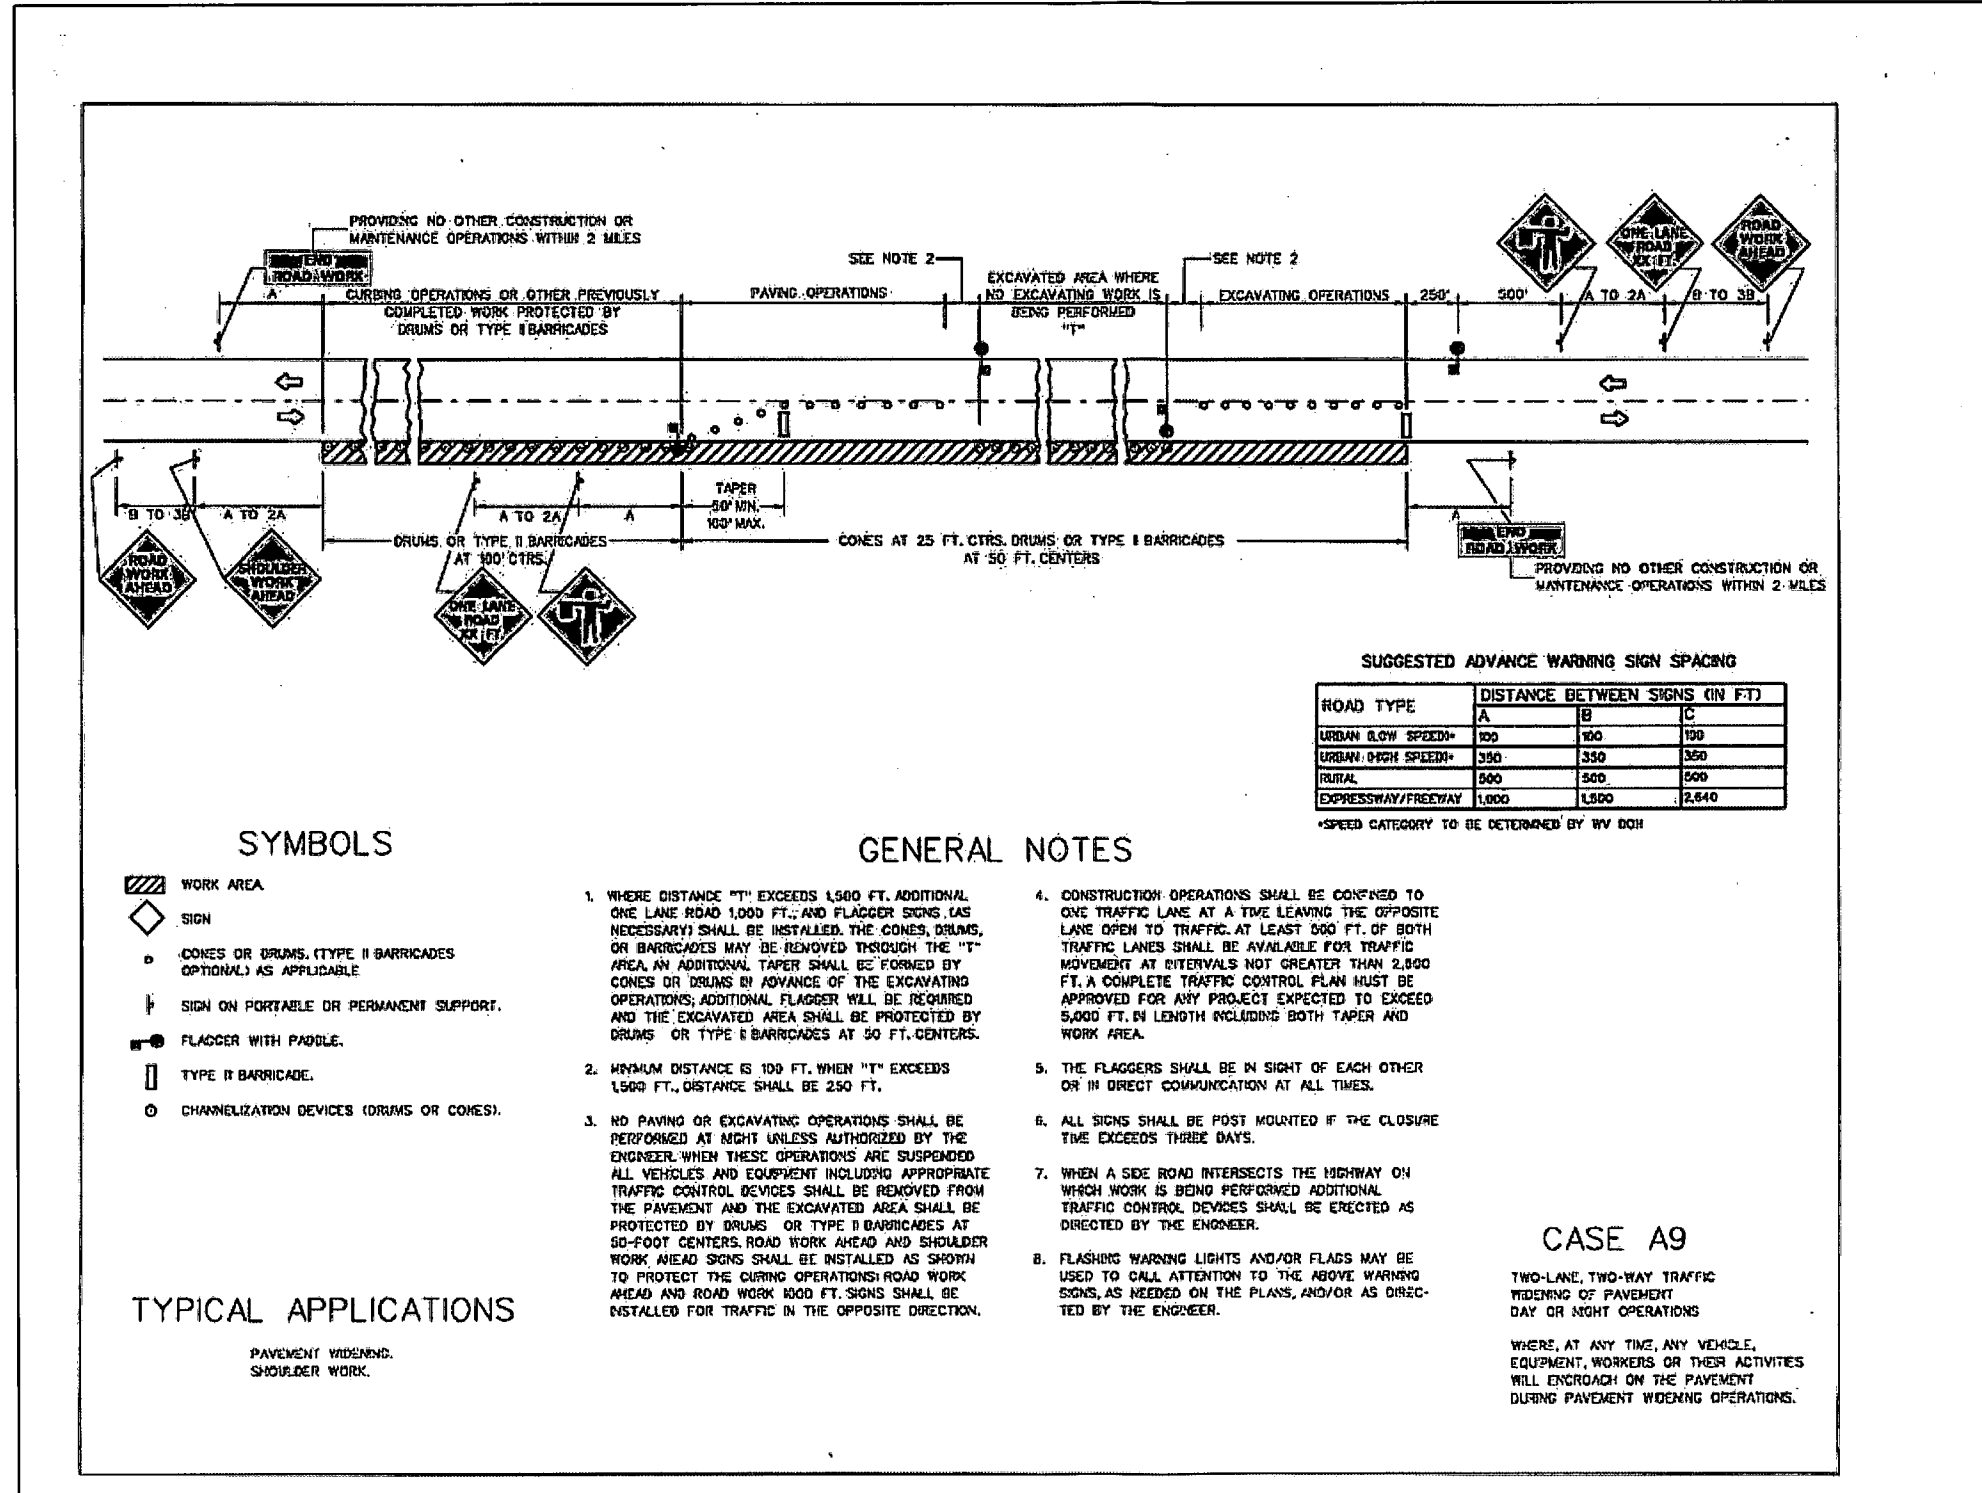 PROVIDING NO OTHER CONSTRUCTION OR
MAINTENANCE OPERATIONS WITHIN 2 MILES
END
ROAD WORK
SEE NOTE 2
EXCAVATED AREA WHERE
NO EXCAVATING WORK IS
BEING PERFORMED
"T"
SEE NOTE 2
ONE LANE
ROAD
XX FT.
ROAD
WORK
AHEAD
A
CURBING OPERATIONS OR OTHER PREVIOUSLY
COMPLETED WORK PROTECTED BY
DRUMS OR TYPE II BARRICADES
PAVING OPERATIONS
EXCAVATING OPERATIONS
250'
500'
A TO 2A
B TO 3B
B TO 3B
A TO 2A
A TO 2A
A
TAPER
50' MIN.
100' MAX.
A
DRUMS OR TYPE II BARRICADES
AT 100' CTRS.
CONES AT 25 FT. CTRS. DRUMS OR TYPE II BARRICADES
AT 50 FT. CENTERS
ROAD
WORK
AHEAD
SHOULDER
WORK
AHEAD
ONE LANE
ROAD
XX FT.
END
ROAD WORK
PROVIDING NO OTHER CONSTRUCTION OR
MAINTENANCE OPERATIONS WITHIN 2 MILES
SUGGESTED ADVANCE WARNING SIGN SPACING
ROAD TYPE
DISTANCE BETWEEN SIGNS (IN FT)
A B C
URBAN (LOW SPEED)* 100 100 100
URBAN (HIGH SPEED)* 350 350 350
RURAL 500 500 500
EXPRESSWAY/FREEWAY 1,000 1,500 2,640
*SPEED CATEGORY TO BE DETERMINED BY WV DOH
SYMBOLS
WORK AREA
SIGN
CONES OR DRUMS. (TYPE II BARRICADES
OPTIONAL) AS APPLICABLE
SIGN ON PORTABLE OR PERMANENT SUPPORT.
FLAGGER WITH PADDLE.
TYPE II BARRICADE.
CHANNELIZATION DEVICES (DRUMS OR CONES).
TYPICAL APPLICATIONS
PAVEMENT WIDENING.
SHOULDER WORK.
GENERAL NOTES
1. WHERE DISTANCE "T" EXCEEDS 1,500 FT. ADDITIONAL
ONE LANE ROAD 1,000 FT., AND FLAGGER SIGNS (AS
NECESSARY) SHALL BE INSTALLED. THE CONES, DRUMS,
OR BARRICADES MAY BE REMOVED THROUGH THE "T"
AREA. AN ADDITIONAL TAPER SHALL BE FORMED BY
CONES OR DRUMS IN ADVANCE OF THE EXCAVATING
OPERATIONS; ADDITIONAL FLAGGER WILL BE REQUIRED
AND THE EXCAVATED AREA SHALL BE PROTECTED BY
DRUMS OR TYPE II BARRICADES AT 50 FT. CENTERS.
2. MINIMUM DISTANCE IS 100 FT. WHEN "T" EXCEEDS
1,500 FT., DISTANCE SHALL BE 250 FT.
3. NO PAVING OR EXCAVATING OPERATIONS SHALL BE
PERFORMED AT NIGHT UNLESS AUTHORIZED BY THE
ENGINEER. WHEN THESE OPERATIONS ARE SUSPENDED
ALL VEHICLES AND EQUIPMENT INCLUDING APPROPRIATE
TRAFFIC CONTROL DEVICES SHALL BE REMOVED FROM
THE PAVEMENT AND THE EXCAVATED AREA SHALL BE
PROTECTED BY DRUMS OR TYPE II BARRICADES AT
50-FOOT CENTERS. ROAD WORK AHEAD AND SHOULDER
WORK AHEAD SIGNS SHALL BE INSTALLED AS SHOWN
TO PROTECT THE CURING OPERATIONS; ROAD WORK
AHEAD AND ROAD WORK 1000 FT. SIGNS SHALL BE
INSTALLED FOR TRAFFIC IN THE OPPOSITE DIRECTION.
4. CONSTRUCTION OPERATIONS SHALL BE CONFINED TO
ONE TRAFFIC LANE AT A TIME LEAVING THE OPPOSITE
LANE OPEN TO TRAFFIC. AT LEAST 500 FT. OF BOTH
TRAFFIC LANES SHALL BE AVAILABLE FOR TRAFFIC
MOVEMENT AT INTERVALS NOT GREATER THAN 2,500
FT. A COMPLETE TRAFFIC CONTROL PLAN MUST BE
APPROVED FOR ANY PROJECT EXPECTED TO EXCEED
5,000 FT. IN LENGTH INCLUDING BOTH TAPER AND
WORK AREA.
5. THE FLAGGERS SHALL BE IN SIGHT OF EACH OTHER
OR IN DIRECT COMMUNICATION AT ALL TIMES.
6. ALL SIGNS SHALL BE POST MOUNTED IF THE CLOSURE
TIME EXCEEDS THREE DAYS.
7. WHEN A SIDE ROAD INTERSECTS THE HIGHWAY ON
WHICH WORK IS BEING PERFORMED ADDITIONAL
TRAFFIC CONTROL DEVICES SHALL BE ERECTED AS
DIRECTED BY THE ENGINEER.
8. FLASHING WARNING LIGHTS AND/OR FLAGS MAY BE
USED TO CALL ATTENTION TO THE ABOVE WARNING
SIGNS, AS NEEDED ON THE PLANS, AND/OR AS DIREC-
TED BY THE ENGINEER.
CASE A9
TWO-LANE, TWO-WAY TRAFFIC
WIDENING OF PAVEMENT
DAY OR NIGHT OPERATIONS
WHERE, AT ANY TIME, ANY VEHICLE,
EQUIPMENT, WORKERS OR THEIR ACTIVITIES
WILL ENCROACH ON THE PAVEMENT
DURING PAVEMENT WIDENING OPERATIONS.